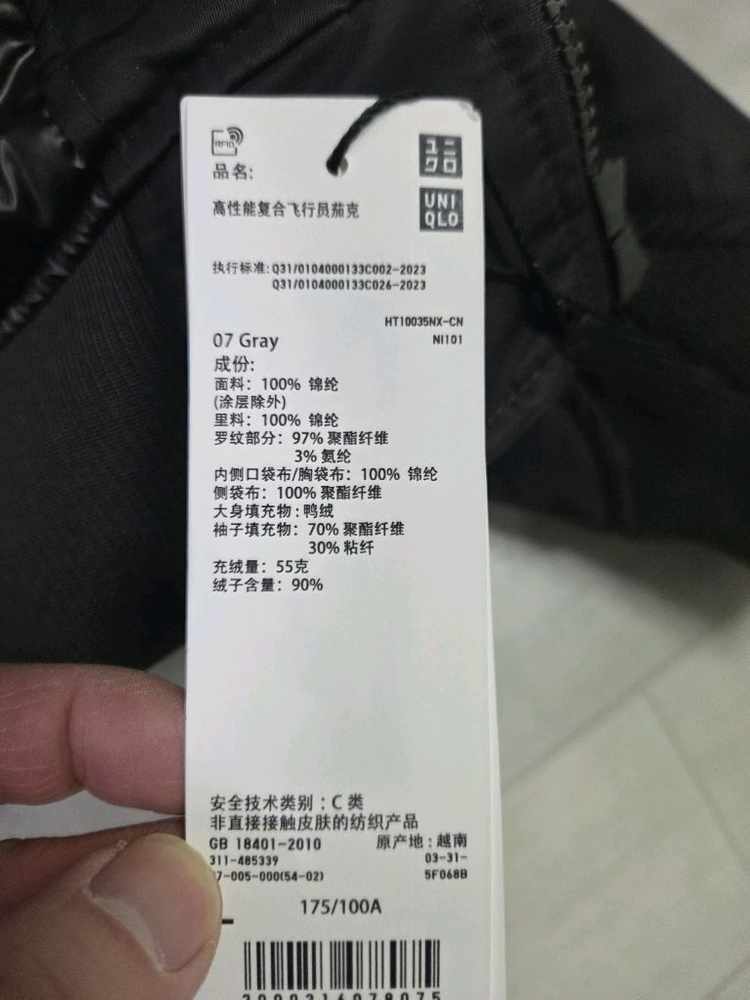 RFID
ユニ
クロ
品名:
UNI
QLO
高性能复合飞行员茄克
执行标准:Q31/0104000133C002-2023
Q31/0104000133C026-2023
HT10035NX-CN
07 Gray
NI101
成份:
面料: 100% 锦纶
(涂层除外)
里料: 100% 锦纶
罗纹部分: 97% 聚酯纤维
3% 氨纶
内侧口袋布/胸袋布: 100% 锦纶
侧袋布: 100% 聚酯纤维
大身填充物:鸭绒
袖子填充物: 70% 聚酯纤维
30% 粘纤
充绒量: 55克
绒子含量: 90%
安全技术类别:C 类
非直接接触皮肤的纺织产品
GB 18401-2010 原产地:越南
311-485339 03-31-
7-005-000(54-02) 5F068B
175/100A